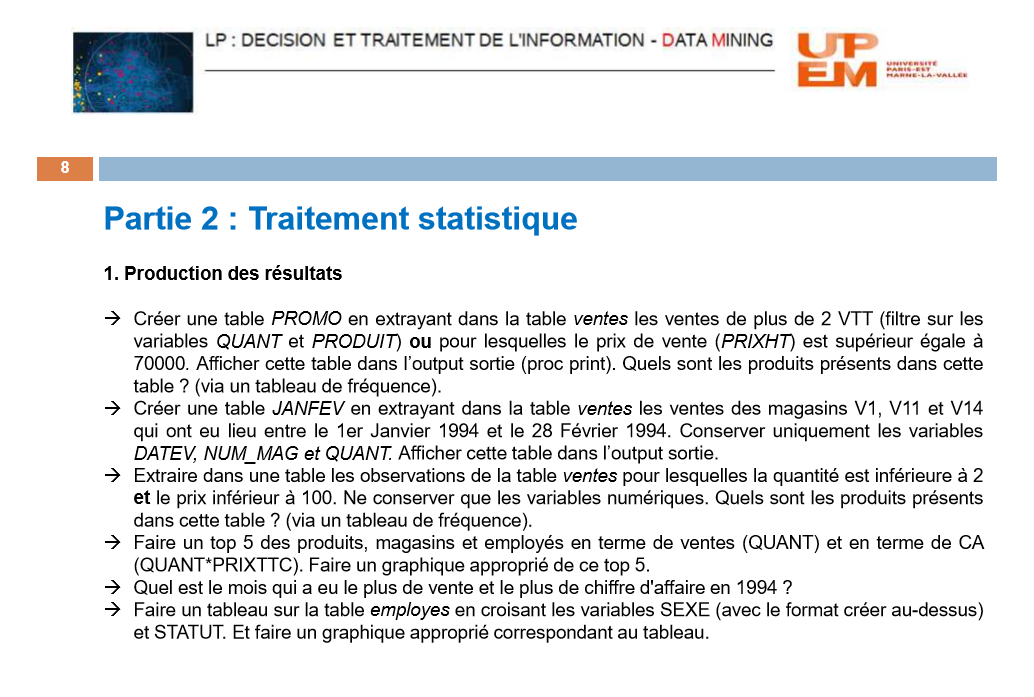 LP : DECISION ET TRAITEMENT DE L'INFORMATION - DATA MINING
UPEM
UNIVERSITÉ
PARIS-EST
MARNE-LA-VALLÉE
8
Partie 2 : Traitement statistique
1. Production des résultats
→ Créer une table PROMO en extrayant dans la table ventes les ventes de plus de 2 VTT (filtre sur les
variables QUANT et PRODUIT) ou pour lesquelles le prix de vente (PRIXHT) est supérieur égale à
70000. Afficher cette table dans l'output sortie (proc print). Quels sont les produits présents dans cette
table ? (via un tableau de fréquence).
→ Créer une table JANFEV en extrayant dans la table ventes les ventes des magasins V1, V11 et V14
qui ont eu lieu entre le 1er Janvier 1994 et le 28 Février 1994. Conserver uniquement les variables
DATEV, NUM_MAG et QUANT. Afficher cette table dans l'output sortie.
→ Extraire dans une table les observations de la table ventes pour lesquelles la quantité est inférieure à 2
et le prix inférieur à 100. Ne conserver que les variables numériques. Quels sont les produits présents
dans cette table ? (via un tableau de fréquence).
→ Faire un top 5 des produits, magasins et employés en terme de ventes (QUANT) et en terme de CA
(QUANT*PRIXTTC). Faire un graphique approprié de ce top 5.
→ Quel est le mois qui a eu le plus de vente et le plus de chiffre d'affaire en 1994 ?
→ Faire un tableau sur la table employes en croisant les variables SEXE (avec le format créer au-dessus)
et STATUT. Et faire un graphique approprié correspondant au tableau.